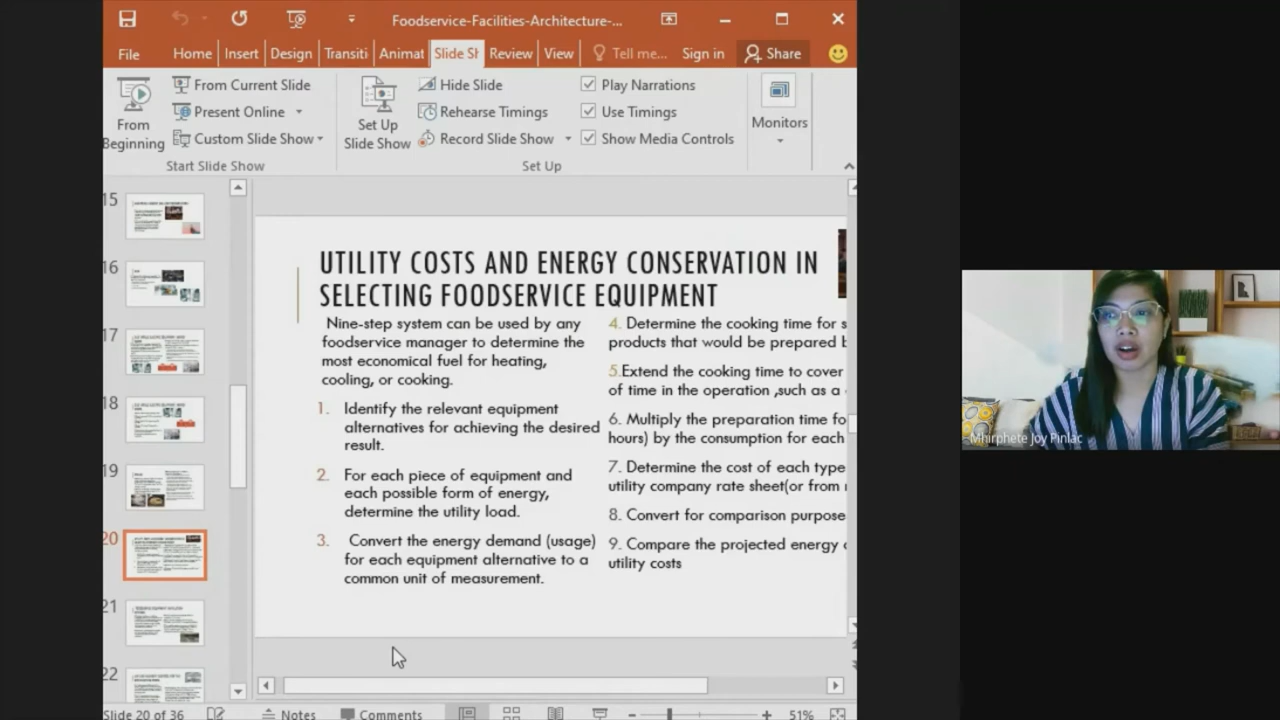 Foodservice-Facilities-Architecture-...
File
Home
Insert
Design
Transiti
Animat
Slide Sh
Review
View
Tell me...
Sign in
Share
From Beginning
From Current Slide
Present Online
Custom Slide Show
Start Slide Show
Set Up
Slide Show
Hide Slide
Rehearse Timings
Record Slide Show
Play Narrations
Use Timings
Show Media Controls
Set Up
Monitors
15
16
17
18
19
20
21
22
UTILITY COSTS AND ENERGY CONSERVATION IN
SELECTING FOODSERVICE EQUIPMENT
Nine-step system can be used by any
foodservice manager to determine the
most economical fuel for heating,
cooling, or cooking.
1. Identify the relevant equipment
alternatives for achieving the desired
result.
2. For each piece of equipment and
each possible form of energy,
determine the utility load.
3. Convert the energy demand (usage)
for each equipment alternative to a
common unit of measurement.
4. Determine the cooking time for s
products that would be prepared b
5.Extend the cooking time to cover
of time in the operation ,such as a
6. Multiply the preparation time fo
hours) by the consumption for each
7. Determine the cost of each type
utility company rate sheet(or from
8. Convert for comparison purpose
9. Compare the projected energy
utility costs
Slide 20 of 36
Notes
Comments
51%
Mhirphete Joy Pinlac